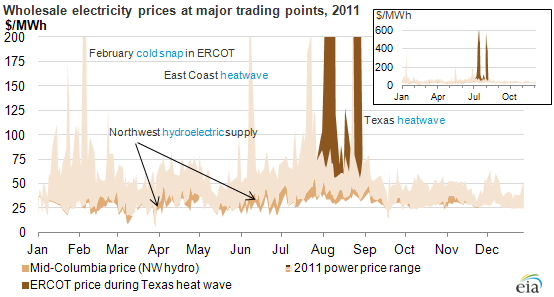 Wholesale electricity prices at major trading points, 2011
$/MWh
200
175
150
125
100
75
50
25
0
February cold snap in ERCOT
East Coast heatwave
Northwest hydroelectric supply
Texas heatwave
$/MWh
600
400
200
0
Jan Apr Jul Oct
Jan Feb Mar Apr May Jun Jul Aug Sep Oct Nov Dec
Mid-Columbia price (NW hydro) 2011 power price range
ERCOT price during Texas heat wave
eia